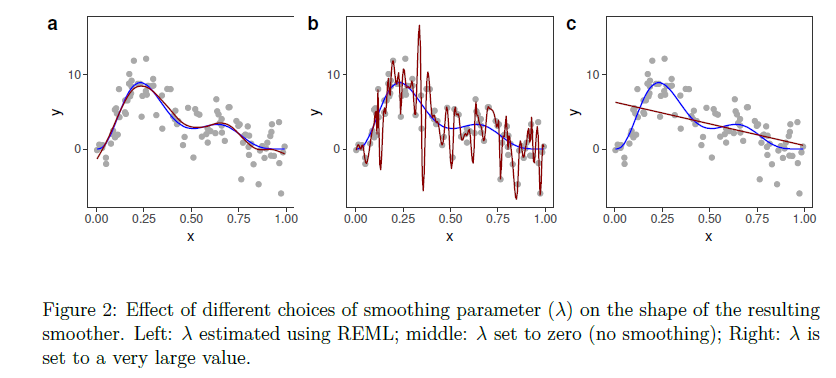 a b c
10 10 10
y y y
0 0 0
0.00 0.25 0.50 0.75 1.00 0.00 0.25 0.50 0.75 1.00 0.00 0.25 0.50 0.75 1.00
x x x
Figure 2: Effect of different choices of smoothing parameter (λ) on the shape of the resulting
smoother. Left: λ estimated using REML; middle: λ set to zero (no smoothing); Right: λ is
set to a very large value.